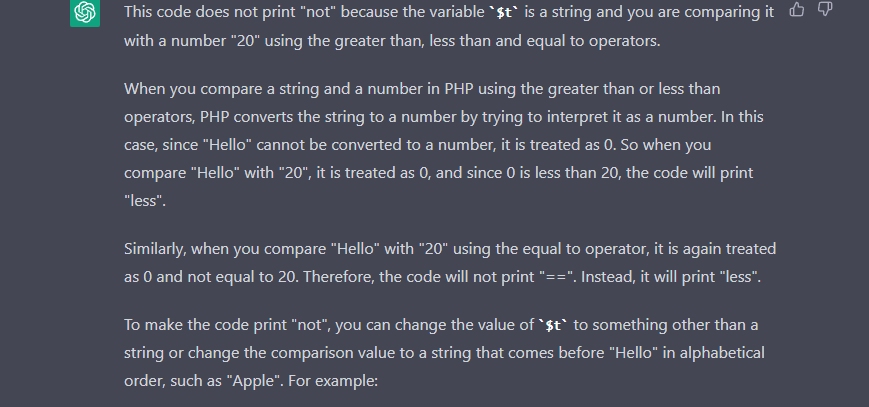 This code does not print "not" because the variable `$t` is a string and you are comparing it
with a number "20" using the greater than, less than and equal to operators.
When you compare a string and a number in PHP using the greater than or less than
operators, PHP converts the string to a number by trying to interpret it as a number. In this
case, since "Hello" cannot be converted to a number, it is treated as 0. So when you
compare "Hello" with "20", it is treated as 0, and since 0 is less than 20, the code will print
"less".
Similarly, when you compare "Hello" with "20" using the equal to operator, it is again treated
as 0 and not equal to 20. Therefore, the code will not print "==". Instead, it will print "less".
To make the code print "not", you can change the value of `$t` to something other than a
string or change the comparison value to a string that comes before "Hello" in alphabetical
order, such as "Apple". For example: